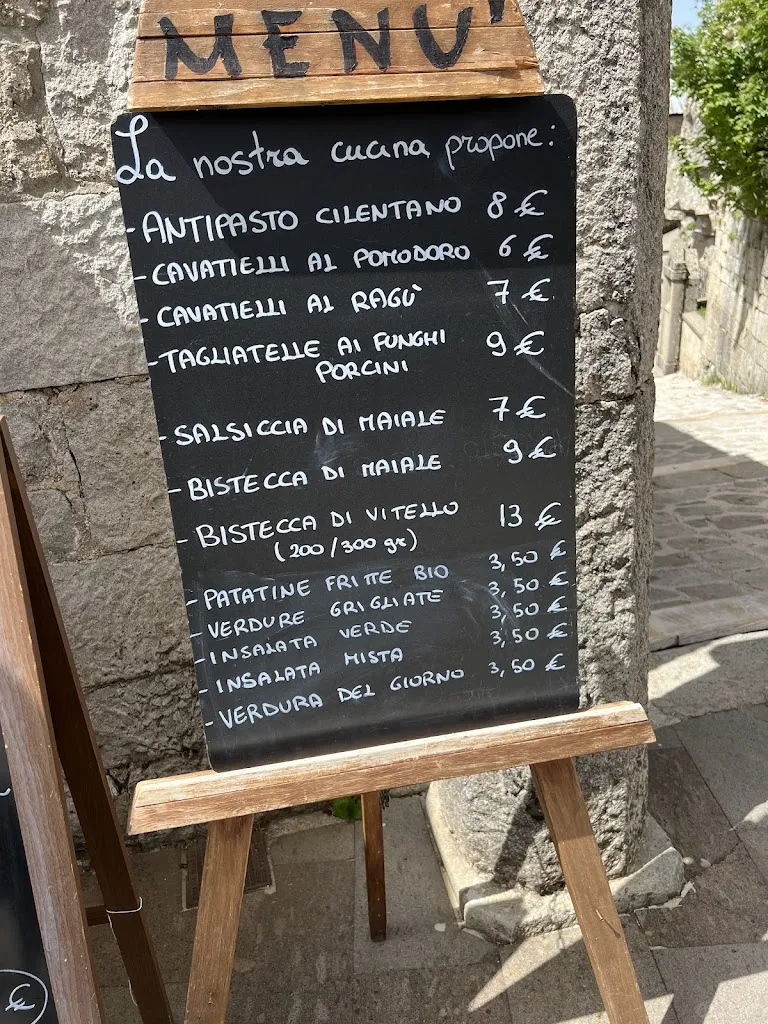 MENU'
La nostra cucina propone:
- ANTIPASTO CILENTANO 8 €
- CAVATIELLI AL POMODORO 6 €
- CAVATIELLI AL RAGÙ 7 €
- TAGLIATELLE AI FUNGHI 9 €
PORCINI
- SALSICCIA DI MAIALE 7 €
- BISTECCA DI MAIALE 9 €
- BISTECCA DI VITELLO 13 €
(200/300 gr)
- PATATINE FRITTE BIO 3,50 €
- VERDURE GRIGLIATE 3,50 €
- INSALATA VERDE 3,50 €
- INSALATA MISTA 3,50 €
- VERDURA DEL GIORNO 3,50 €
€